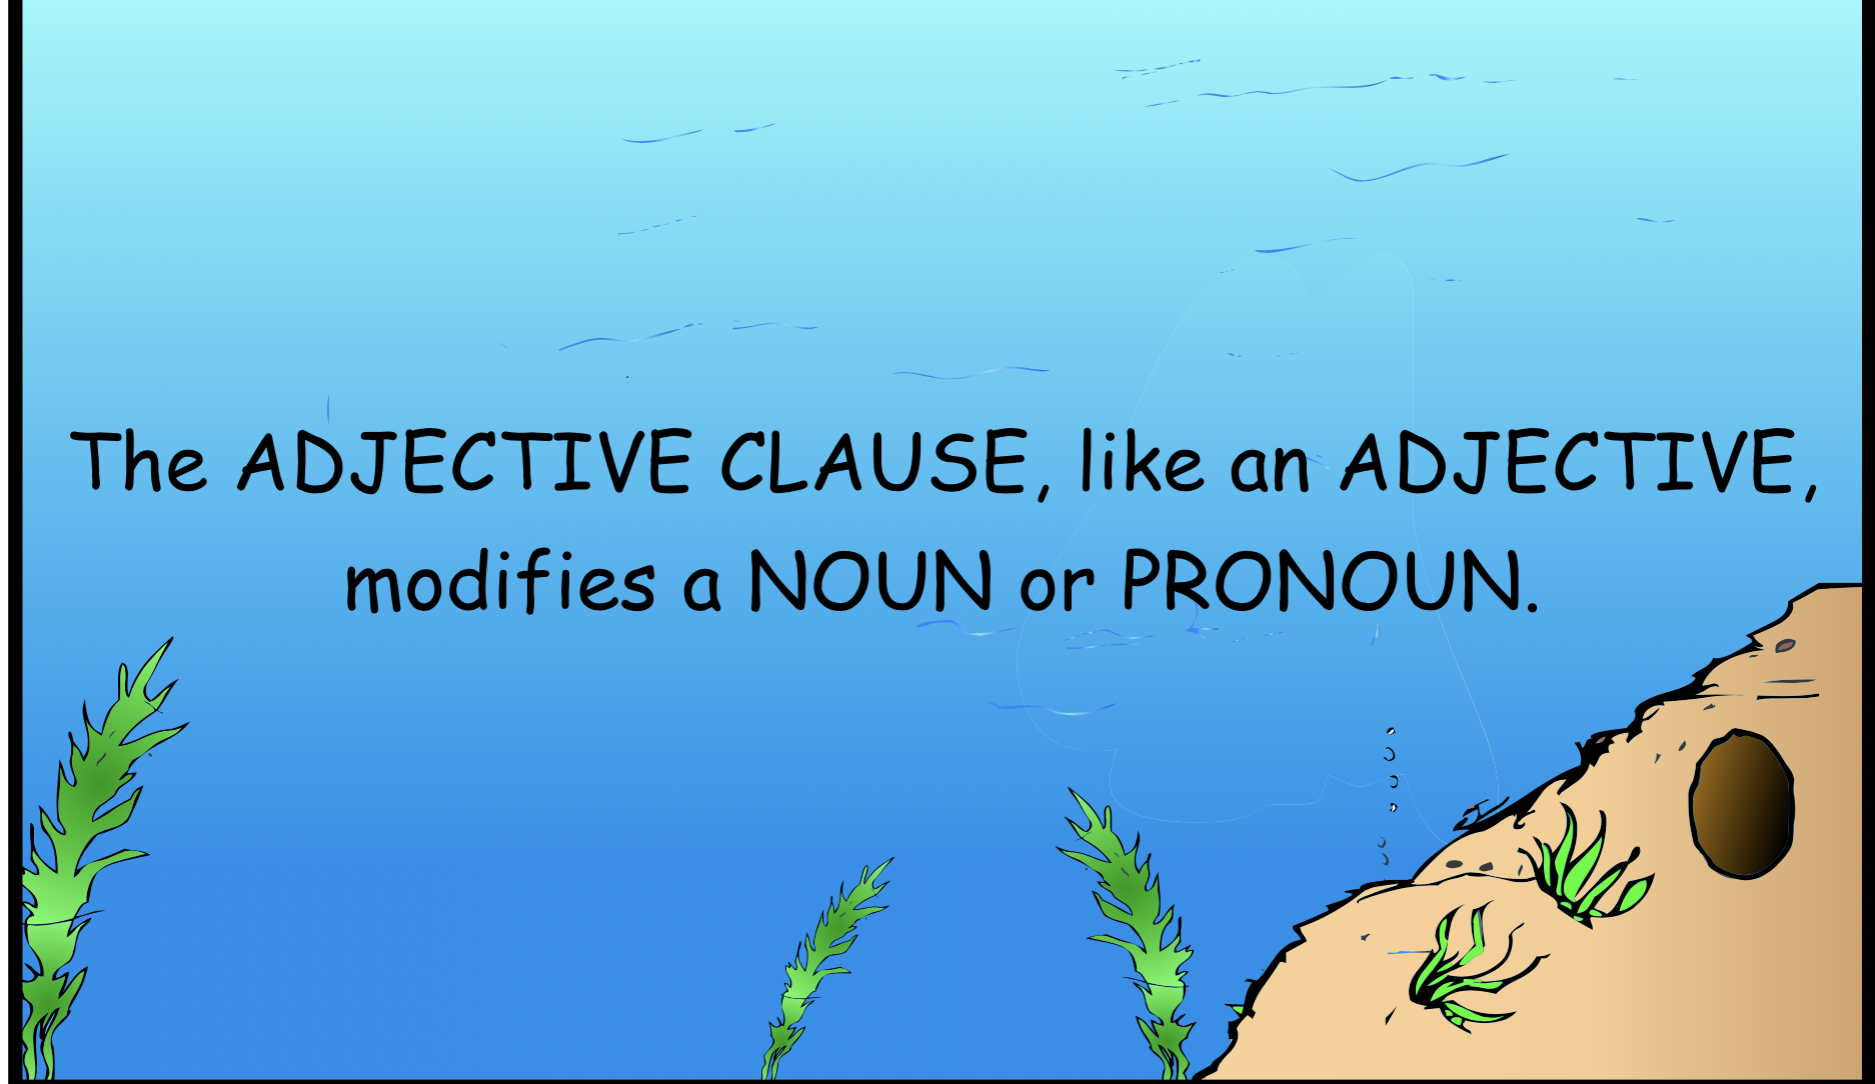 The ADJECTIVE CLAUSE, like an ADJECTIVE,
modifies a NOUN or PRONOUN.